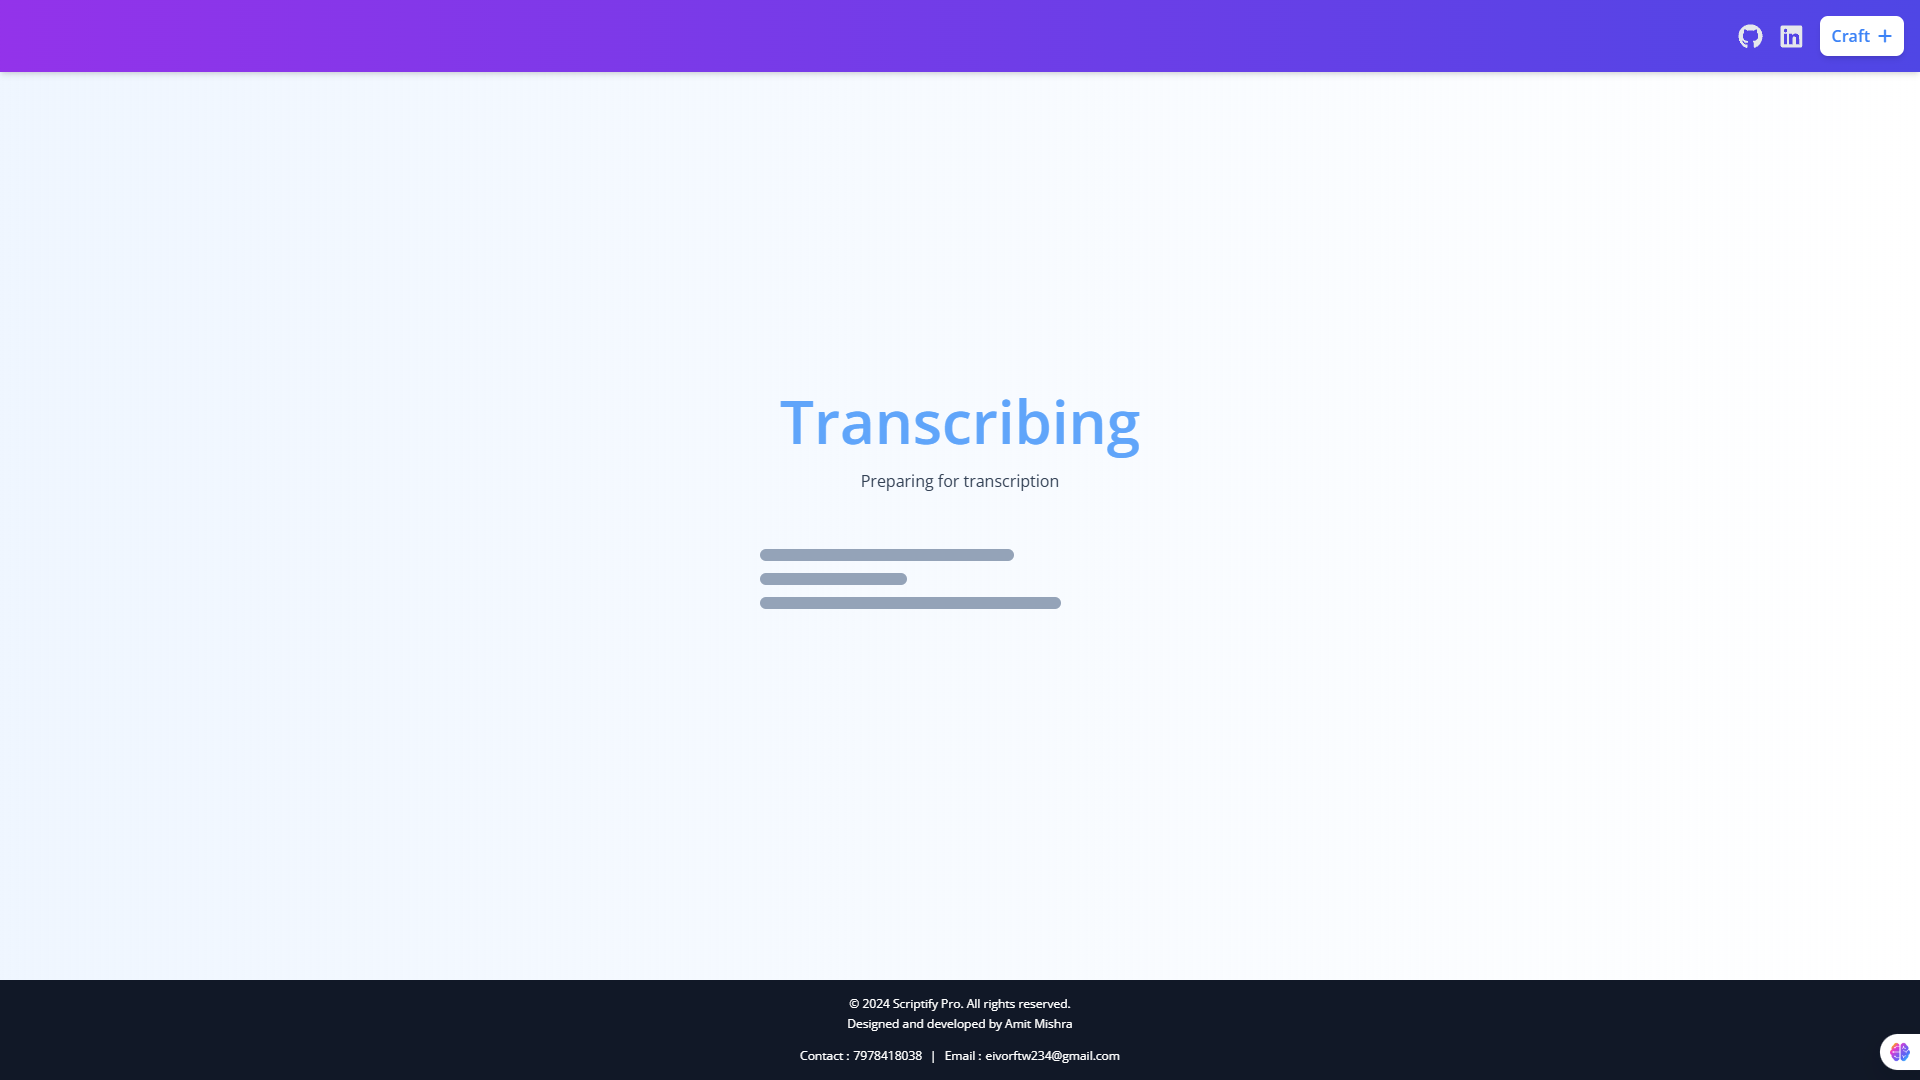 Craft +
Transcribing
Preparing for transcription
© 2024 Scriptify Pro. All rights reserved.
Designed and developed by Amit Mishra
Contact : 7978418038 | Email : eivorftw234@gmail.com